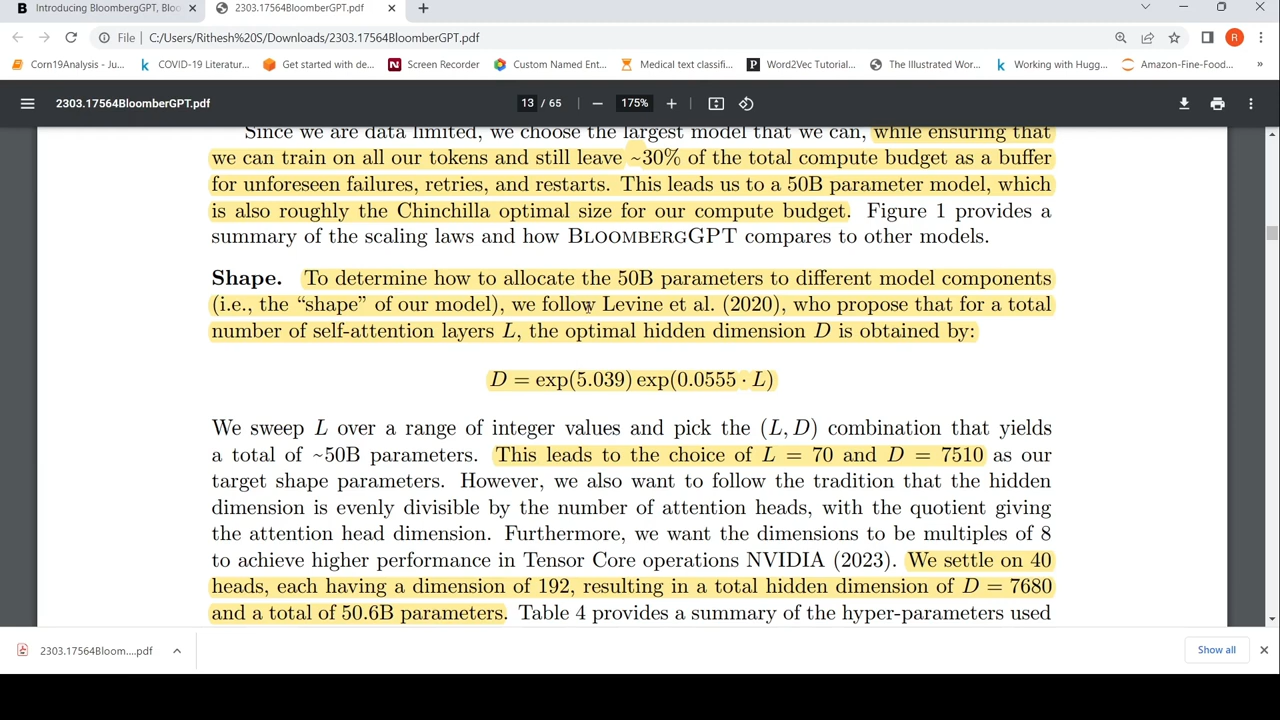 Introducing BloombergGPT, Bloo
2303.17564BloomberGPT.pdf
File
C:/Users/Rithesh%20S/Downloads/2303.17564BloomberGPT.pdf
R
Corn19Analysis - Ju...
COVID-19 Literatur...
Get started with de...
Screen Recorder
Custom Named Ent...
Medical text classifi...
Word2Vec Tutorial...
The Illustrated Wor...
Working with Hugg...
Amazon-Fine-Food...
»
2303.17564BloomberGPT.pdf
13 / 65
175%
Since we are data limited, we choose the largest model that we can, while ensuring that
we can train on all our tokens and still leave ~30% of the total compute budget as a buffer
for unforeseen failures, retries, and restarts. This leads us to a 50B parameter model, which
is also roughly the Chinchilla optimal size for our compute budget. Figure 1 provides a
summary of the scaling laws and how BLOOMBERGGPT compares to other models.
Shape. To determine how to allocate the 50B parameters to different model components
(i.e., the “shape” of our model), we follow Levine et al. (2020), who propose that for a total
number of self-attention layers L, the optimal hidden dimension D is obtained by:
D = exp(5.039) exp(0.0555 · L)
We sweep L over a range of integer values and pick the (L, D) combination that yields
a total of ~50B parameters. This leads to the choice of L = 70 and D = 7510 as our
target shape parameters. However, we also want to follow the tradition that the hidden
dimension is evenly divisible by the number of attention heads, with the quotient giving
the attention head dimension. Furthermore, we want the dimensions to be multiples of 8
to achieve higher performance in Tensor Core operations NVIDIA (2023). We settle on 40
heads, each having a dimension of 192, resulting in a total hidden dimension of D = 7680
and a total of 50.6B parameters. Table 4 provides a summary of the hyper-parameters used
2303.17564Bloom....pdf
Show all